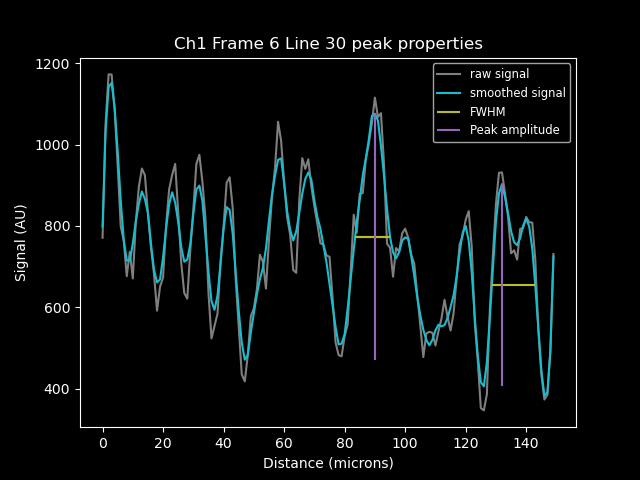 Ch1 Frame 6 Line 30 peak properties
raw signal
smoothed signal
FWHM
Peak amplitude
1200
1000
800
600
400
Signal (AU)
0 20 40 60 80 100 120 140
Distance (microns)